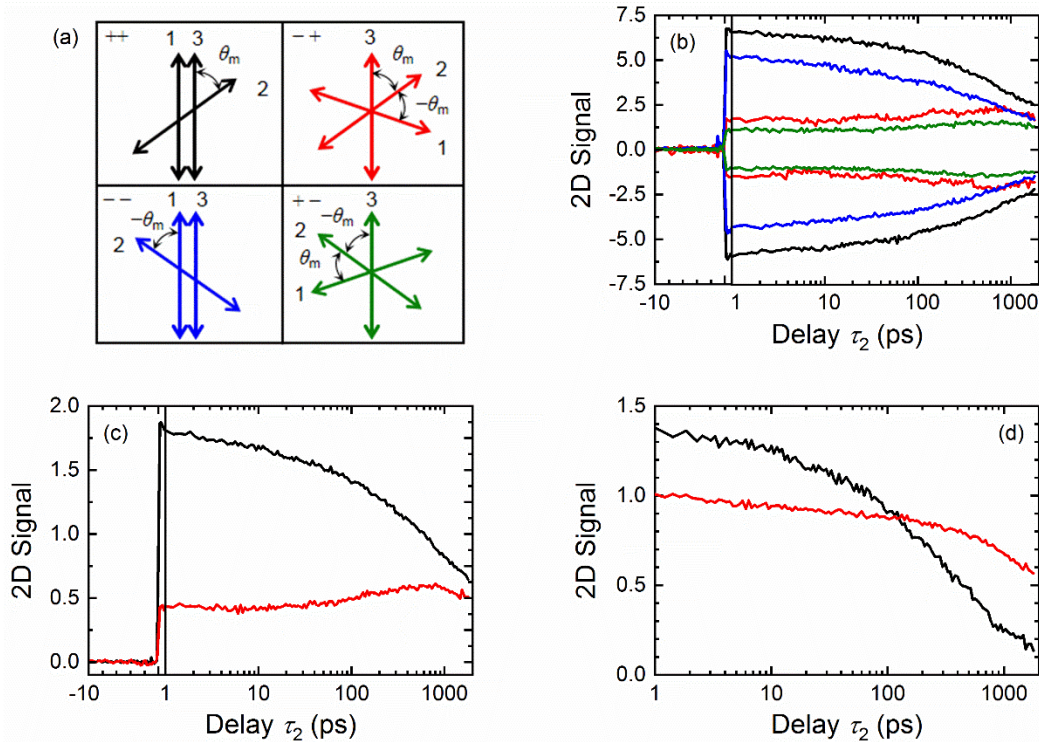 (a)
++ 1 3 θm 2
− + 3 θm 2 −θm 1
− − 1 3 −θm 2
+ − 3 −θm 2 θm 1
(b)
2D Signal
7.5
5.0
2.5
0.0
-2.5
-5.0
-7.5
-10 1 10 100 1000
Delay τ2 (ps)
(c)
2D Signal
2.0
1.5
1.0
0.5
0.0
-10 1 10 100 1000
Delay τ2 (ps)
(d)
2D Signal
1.5
1.0
0.5
0.0
1 10 100 1000
Delay τ2 (ps)